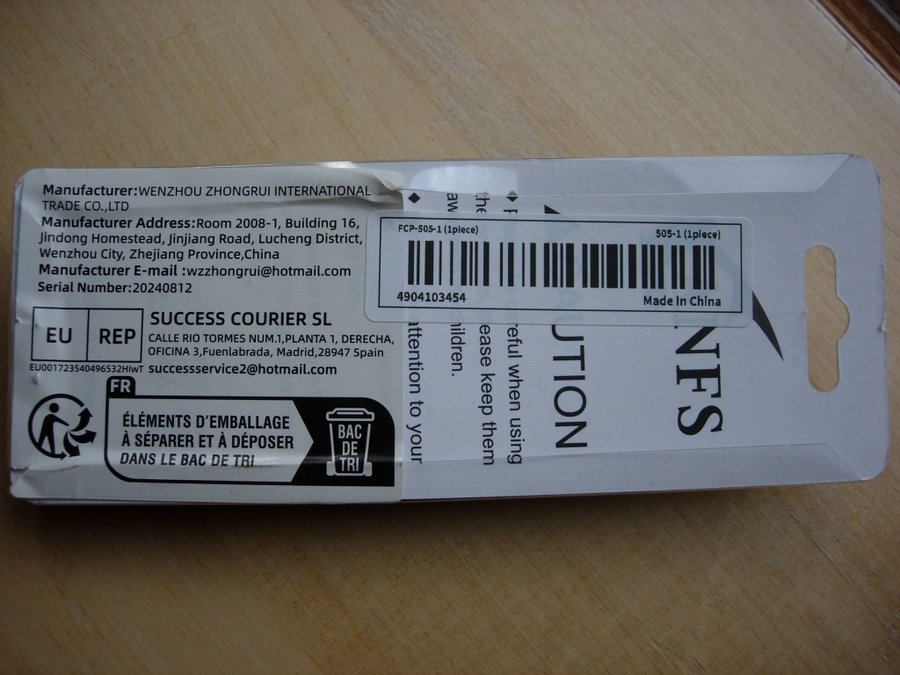 Manufacturer:WENZHOU ZHONGRUI INTERNATIONAL
TRADE CO.,LTD
Manufacturer Address:Room 2008-1, Building 16,
Jindong Homestead, Jinjiang Road, Lucheng District,
Wenzhou City, Zhejiang Province,China
Manufacturer E-mail :wzzhongrui@hotmail.com
Serial Number:20240812
EU REP
SUCCESS COURIER SL
CALLE RIO TORMES NUM.1,PLANTA 1, DERECHA,
OFICINA 3,Fuenlabrada, Madrid,28947 Spain
EU001723540496532HIwT successservice2@hotmail.com
FR
ÉLÉMENTS D'EMBALLAGE
À SÉPARER ET À DÉPOSER
DANS LE BAC DE TRI
BAC
DE
TRI
FCP-505-1 (1piece) 505-1 (1piece)
4904103454 Made In China
NFS
UTION
reful when using
ease keep them
attention to your